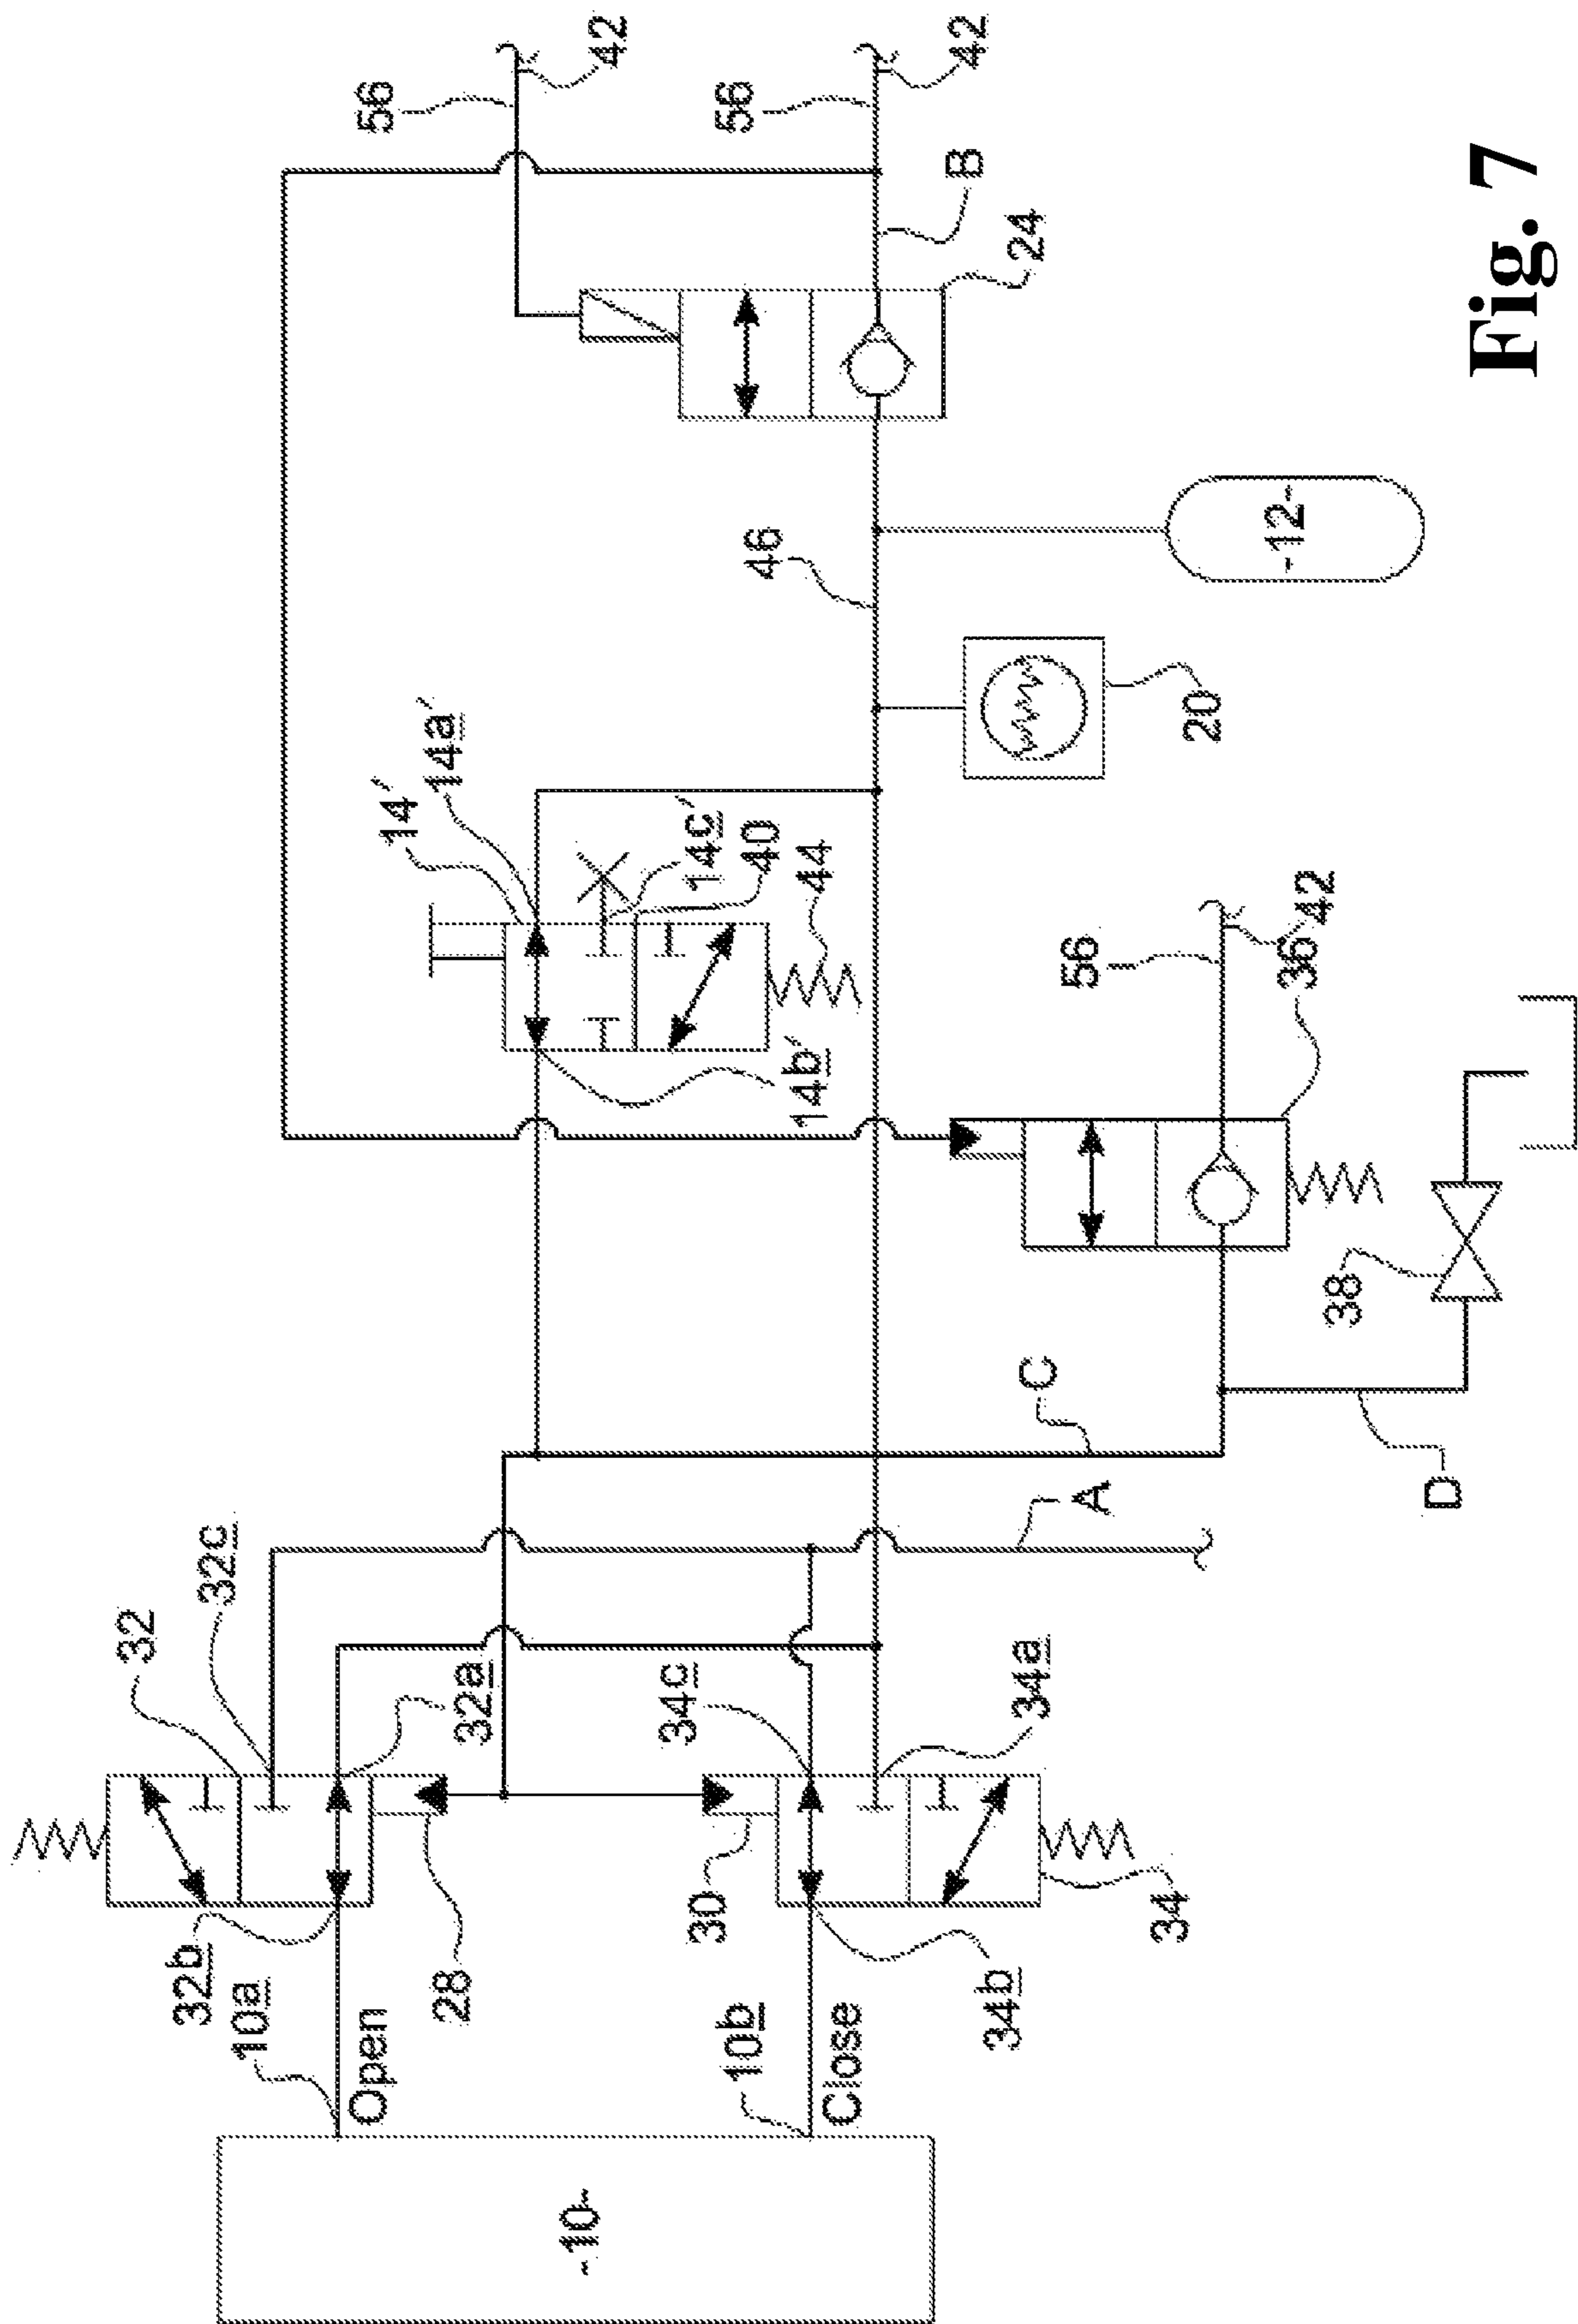 -10-
10a
Open
10b
Close
32b
28
30
34b
34
32
32c
32a
34c
34a
A
C
D
38
14b'
14'
14a'
14c'
40
44
56
42
36
20
46
-12-
24
B
56
42
56
42
Fig. 7